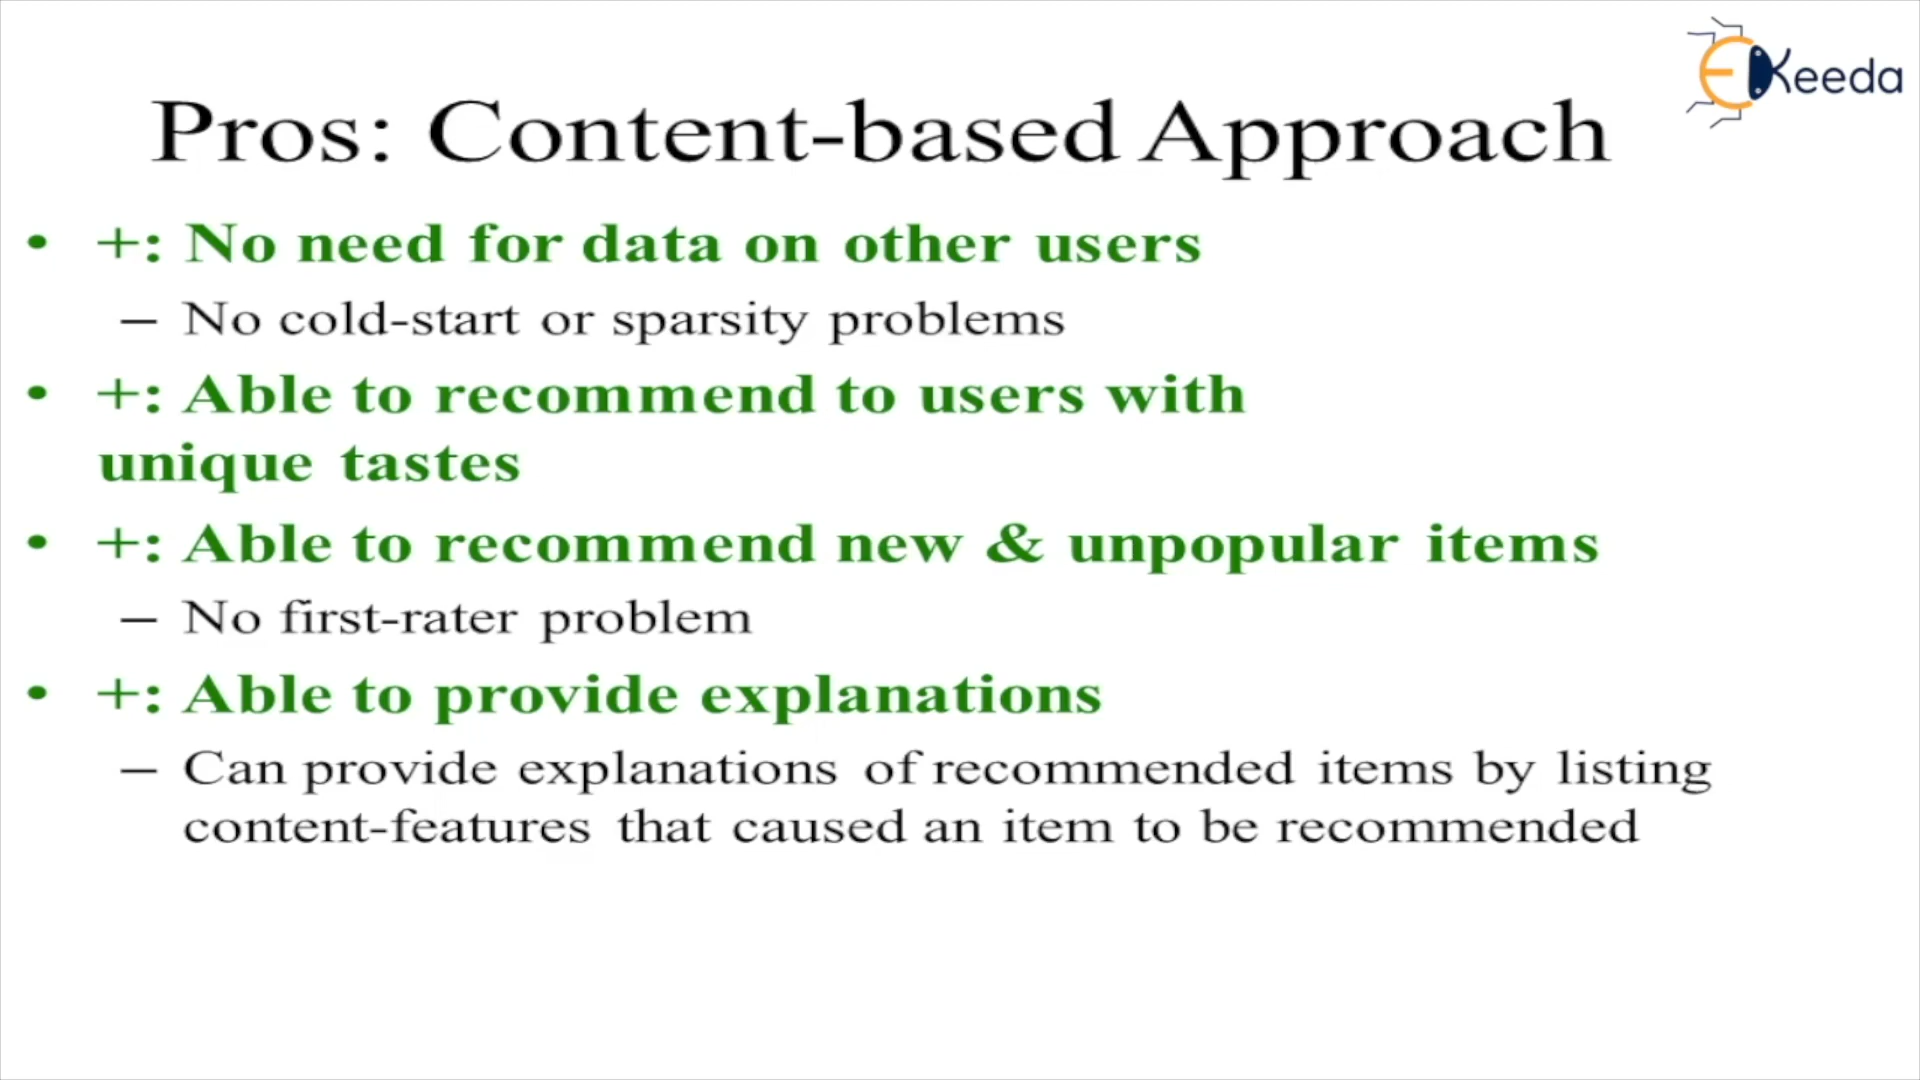 EKeeda
Pros: Content-based Approach
• +: No need for data on other users
– No cold-start or sparsity problems
• +: Able to recommend to users with
unique tastes
• +: Able to recommend new & unpopular items
– No first-rater problem
• +: Able to provide explanations
– Can provide explanations of recommended items by listing
content-features that caused an item to be recommended